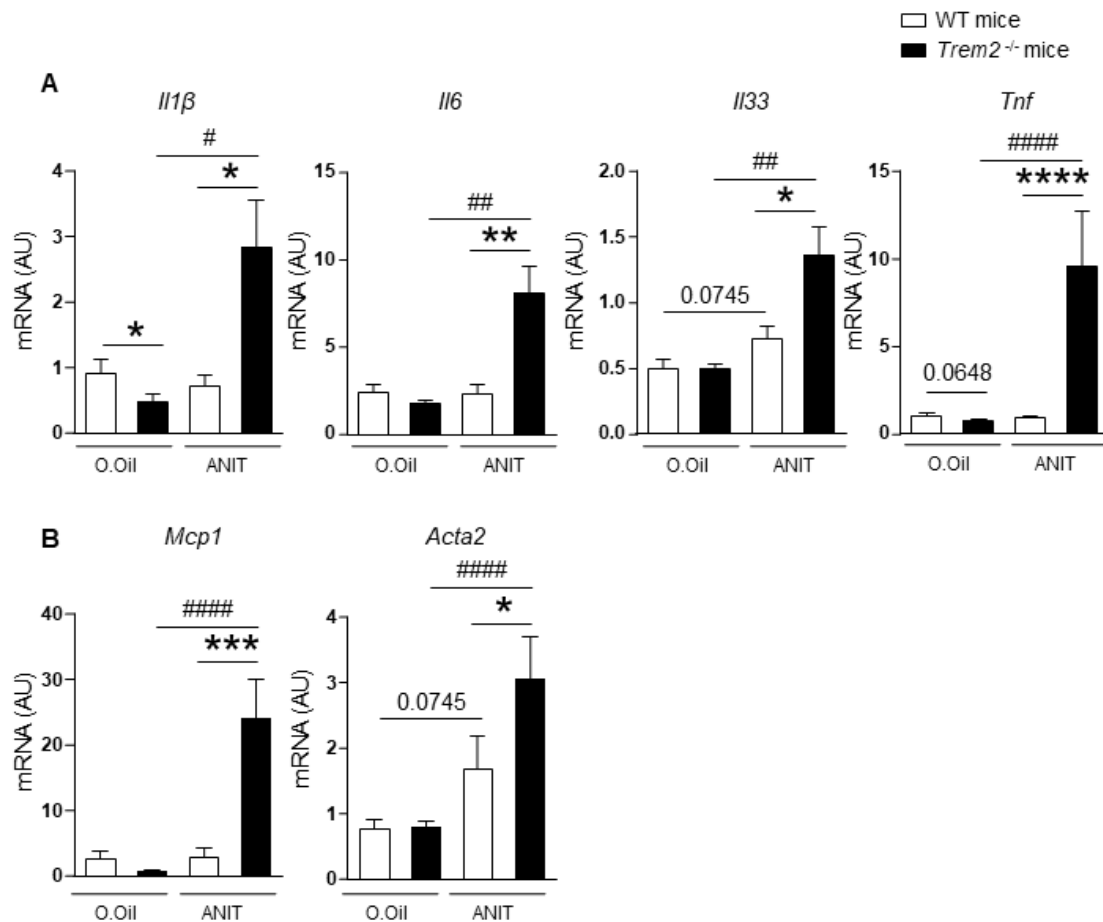 WT mice
Trem2 -/- mice
A
Il1β
Il6
Il33
Tnf
#
*
*
##
**
##
*
0.0745
####
****
0.0648
mRNA (AU)
4
3
2
1
0
mRNA (AU)
15
10
5
0
mRNA (AU)
2.0
1.5
1.0
0.5
0.0
mRNA (AU)
15
10
5
0
O.Oil ANIT
O.Oil ANIT
O.Oil ANIT
O.Oil ANIT
B
Mcp1
Acta2
####
***
####
*
0.0745
mRNA (AU)
40
30
20
10
0
mRNA (AU)
4
3
2
1
0
O.Oil ANIT
O.Oil ANIT